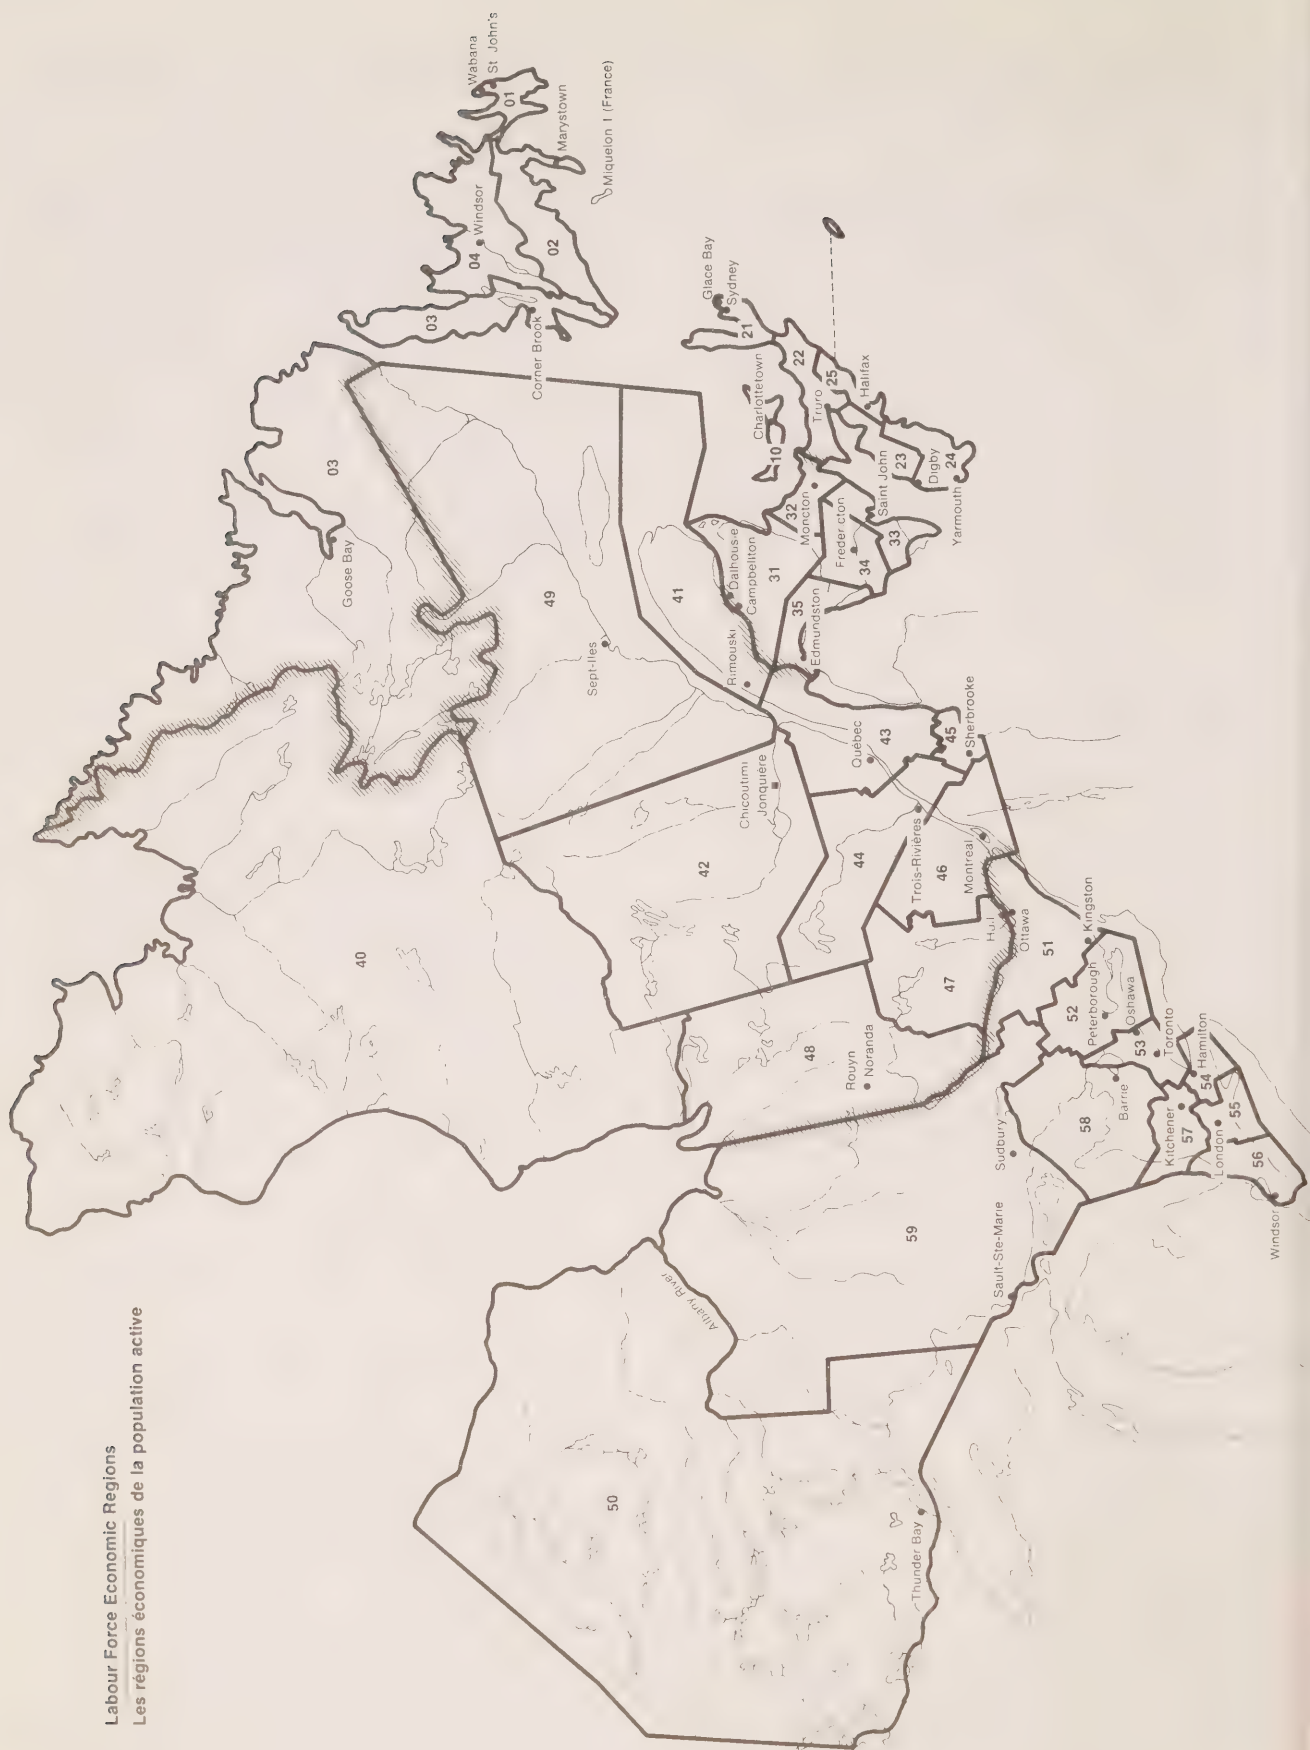 Labour Force Economic Regions
Les régions économiques de la population active
Wabana
St John's
01
Marystown
Miquelon I (France)
Windsor
04
02
03
Corner Brook
03
Goose Bay
Glace Bay
Sydney
21
22
25
Halifax
Truro
Charlottetown
10
23
24
Digby
Yarmouth
Saint John
33
32
Moncton
Fredericton
34
31
35
Edmundston
Dalhousie
Campbellton
41
Rimouski
49
Sept-Iles
40
42
Chicoutimi
Jonquière
Québec
43
45
Sherbrooke
44
Trois-Rivières
46
Montreal
47
Hull
Ottawa
51
Kingston
52
Peterborough
Oshawa
53
Toronto
54
Hamilton
55
56
Windsor
London
57
Kitchener
Barrie
58
48
Rouyn
Noranda
Sudbury
59
Sault-Ste-Marie
Albany River
50
Thunder Bay